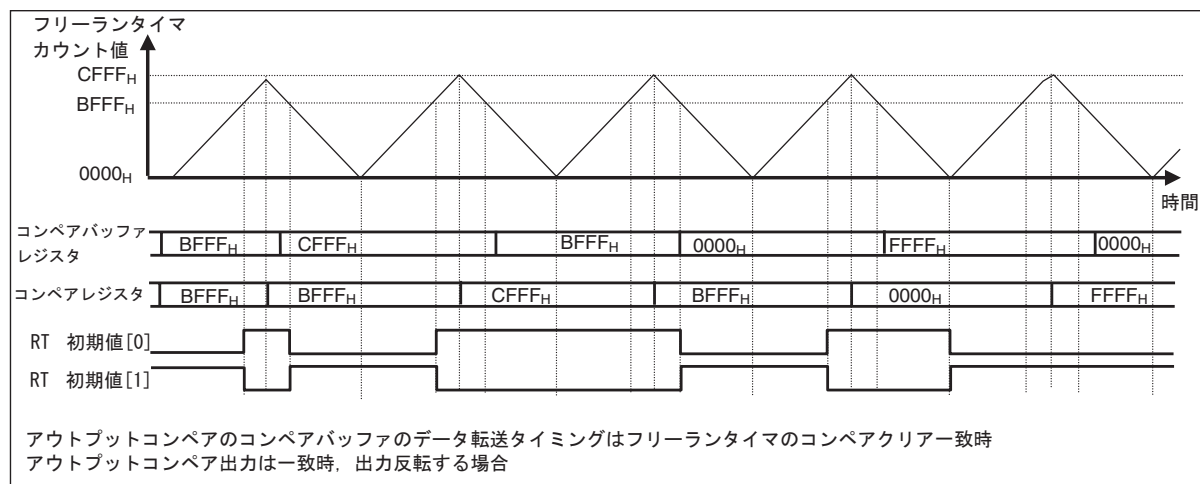 フリーランタイマ
カウント値
CFFFH
BFFFH
0000H
時間
コンペアバッファ
レジスタ
BFFFH
CFFFH
BFFFH
0000H
FFFFH
0000H
コンペアレジスタ
BFFFH
BFFFH
CFFFH
BFFFH
0000H
FFFFH
RT 初期値[0]
RT 初期値[1]
アウトプットコンペアのコンペアバッファのデータ転送タイミングはフリーランタイマのコンペアクリア一致時
アウトプットコンペア出力は一致時，出力反転する場合